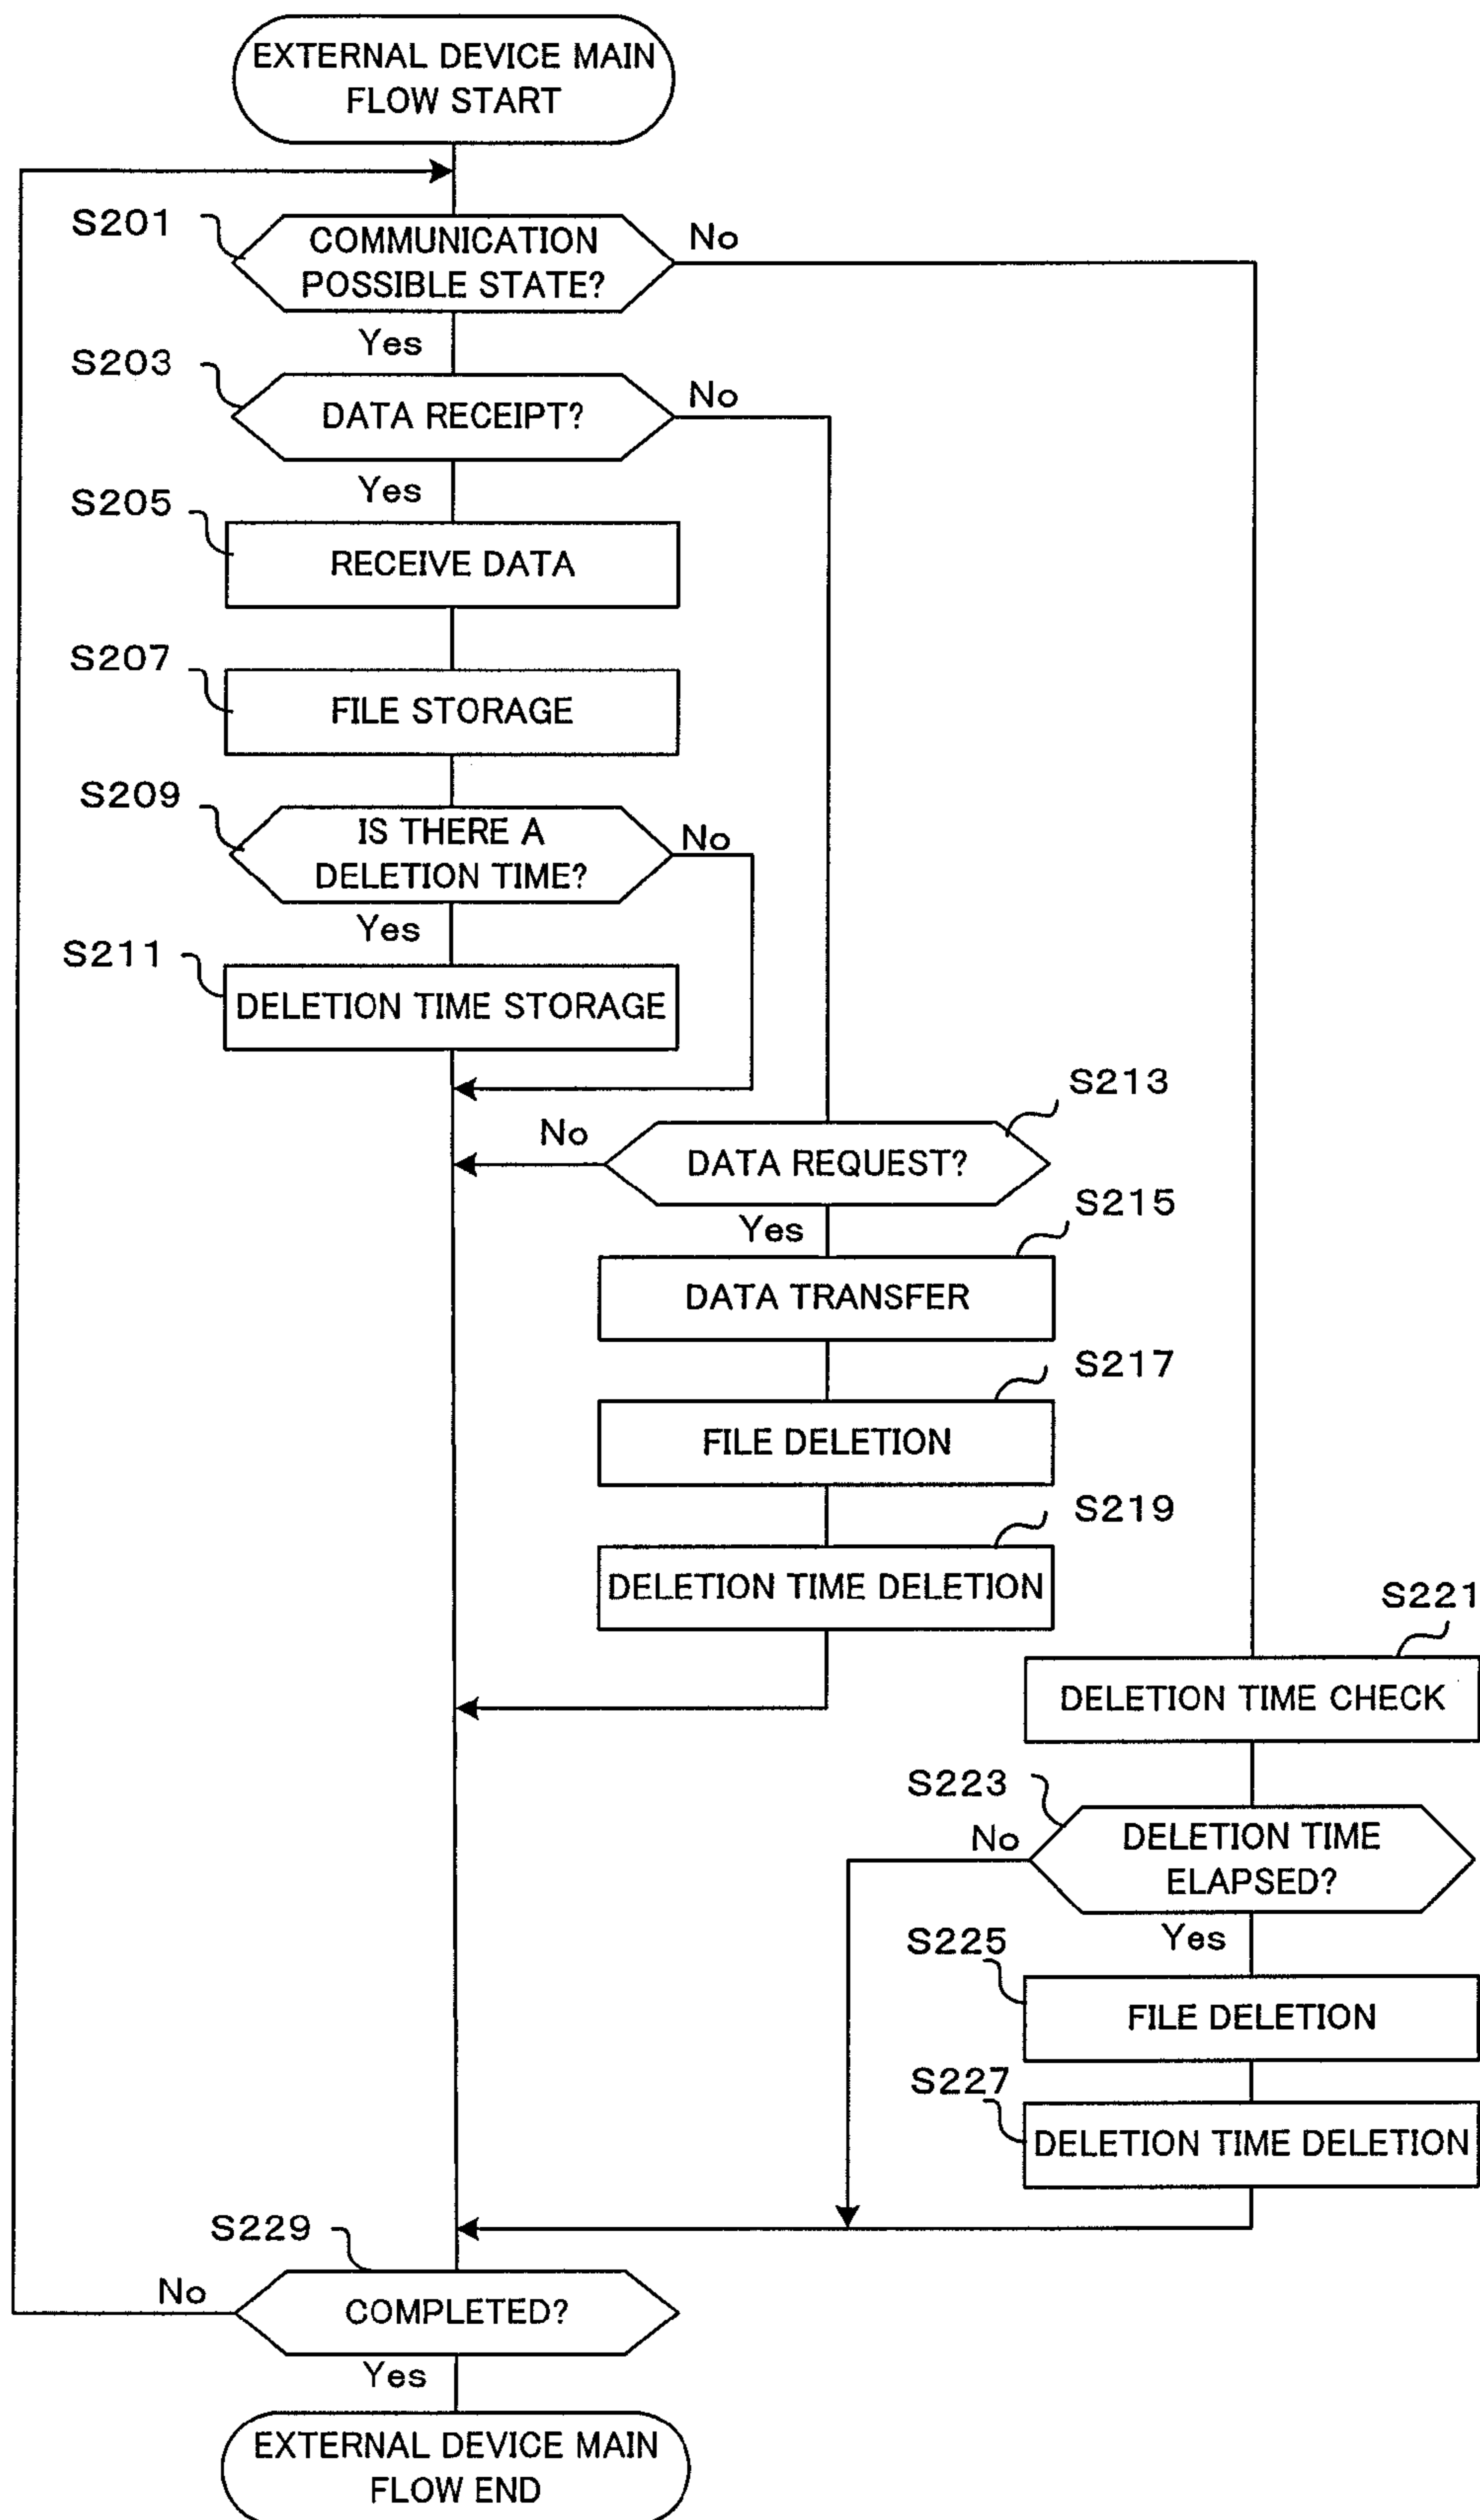 EXTERNAL DEVICE MAIN
FLOW START
S201
COMMUNICATION
POSSIBLE STATE?
No
Yes
S203
DATA RECEIPT?
No
Yes
S205
RECEIVE DATA
S207
FILE STORAGE
S209
IS THERE A
DELETION TIME?
No
Yes
S211
DELETION TIME STORAGE
S213
No
DATA REQUEST?
Yes
S215
DATA TRANSFER
S217
FILE DELETION
S219
DELETION TIME DELETION
S221
DELETION TIME CHECK
S223
No
DELETION TIME
ELAPSED?
Yes
S225
FILE DELETION
S227
DELETION TIME DELETION
S229
No
COMPLETED?
Yes
EXTERNAL DEVICE MAIN
FLOW END